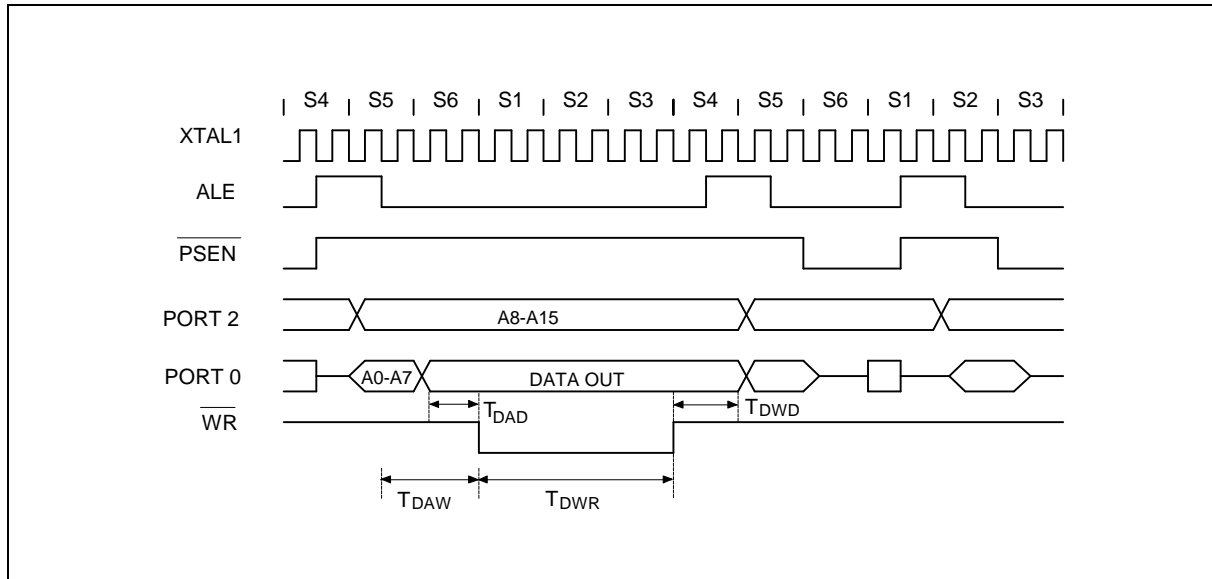 S4 S5 S6 S1 S2 S3 S4 S5 S6 S1 S2 S3
XTAL1
ALE
PSEN
PORT 2
A8-A15
PORT 0
A0-A7
DATA OUT
WR
TDAD
TDWD
TDAW
TDWR